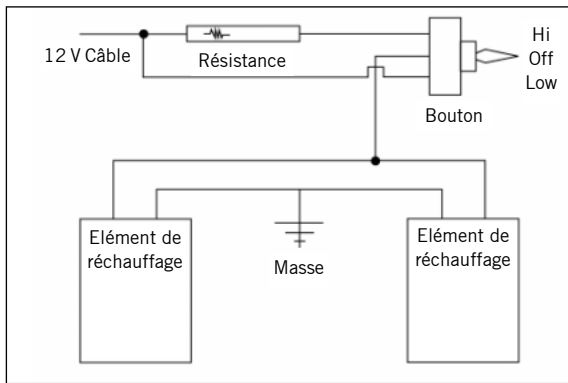 12 V Câble
Résistance
Hi
Off
Low
Bouton
Elément de
réchauffage
Masse
Elément de
réchauffage